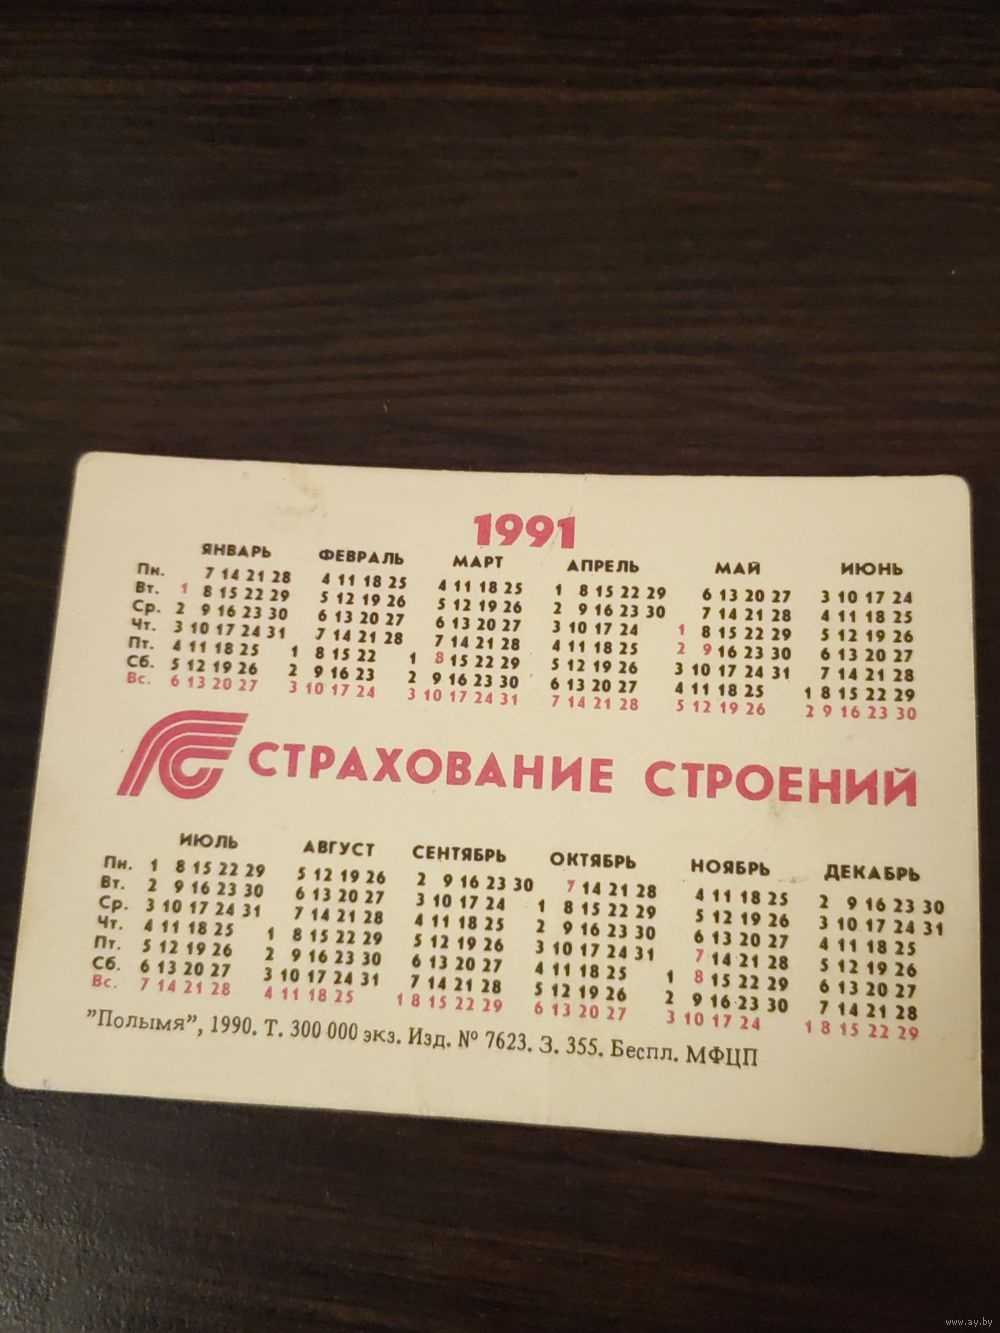 1991
ЯНВАРЬ ФЕВРАЛЬ МАРТ АПРЕЛЬ МАЙ ИЮНЬ
Пн. 7 14 21 28 4 11 18 25 4 11 18 25 1 8 15 22 29 6 13 20 27 3 10 17 24
Вт. 1 8 15 22 29 5 12 19 26 5 12 19 26 2 9 16 23 30 7 14 21 28 4 11 18 25
Ср. 2 9 16 23 30 6 13 20 27 6 13 20 27 3 10 17 24 1 8 15 22 29 5 12 19 26
Чт. 3 10 17 24 31 7 14 21 28 7 14 21 28 4 11 18 25 2 9 16 23 30 6 13 20 27
Пт. 4 11 18 25 1 8 15 22 1 8 15 22 29 5 12 19 26 3 10 17 24 31 7 14 21 28
Сб. 5 12 19 26 2 9 16 23 2 9 16 23 30 6 13 20 27 4 11 18 25 1 8 15 22 29
Вс. 6 13 20 27 3 10 17 24 3 10 17 24 31 7 14 21 28 5 12 19 26 2 9 16 23 30
СТРАХОВАНИЕ СТРОЕНИЙ
ИЮЛЬ АВГУСТ СЕНТЯБРЬ ОКТЯБРЬ НОЯБРЬ ДЕКАБРЬ
Пн. 1 8 15 22 29 5 12 19 26 2 9 16 23 30 7 14 21 28 4 11 18 25 2 9 16 23 30
Вт. 2 9 16 23 30 6 13 20 27 3 10 17 24 1 8 15 22 29 5 12 19 26 3 10 17 24 31
Ср. 3 10 17 24 31 7 14 21 28 4 11 18 25 2 9 16 23 30 6 13 20 27 4 11 18 25
Чт. 4 11 18 25 1 8 15 22 29 5 12 19 26 3 10 17 24 31 7 14 21 28 5 12 19 26
Пт. 5 12 19 26 2 9 16 23 30 6 13 20 27 4 11 18 25 1 8 15 22 29 6 13 20 27
Сб. 6 13 20 27 3 10 17 24 31 7 14 21 28 5 12 19 26 2 9 16 23 30 7 14 21 28
Вс. 7 14 21 28 4 11 18 25 1 8 15 22 29 6 13 20 27 3 10 17 24 1 8 15 22 29
"Полымя", 1990. Т. 300 000 экз. Изд. № 7623. З. 355. Беспл. МФЦП
www.ay.by